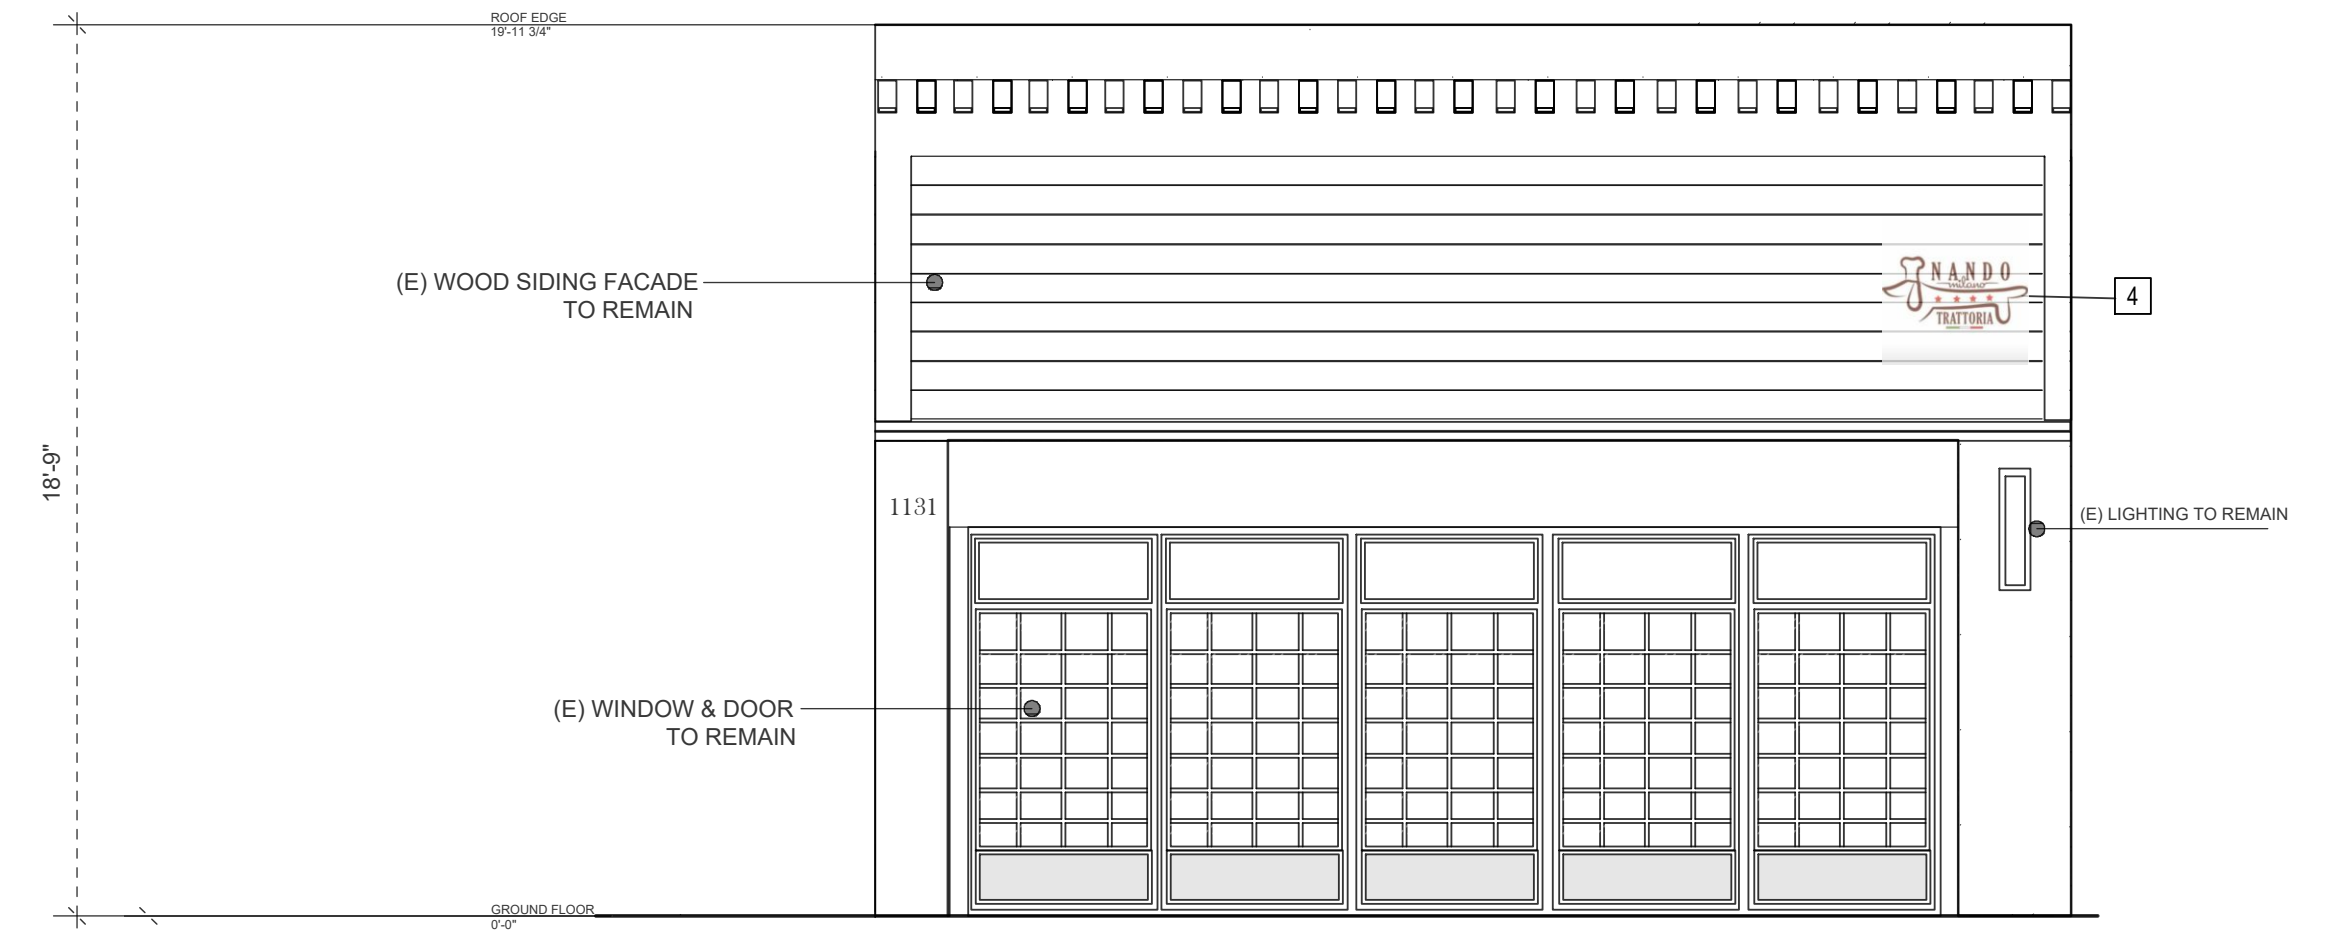 ROOF EDGE
19'-11 3/4"
(E) WOOD SIDING FACADE
TO REMAIN
NANDO
milano
TRATTORIA
4
18'-9"
1131
(E) LIGHTING TO REMAIN
(E) WINDOW & DOOR
TO REMAIN
GROUND FLOOR
0'-0"